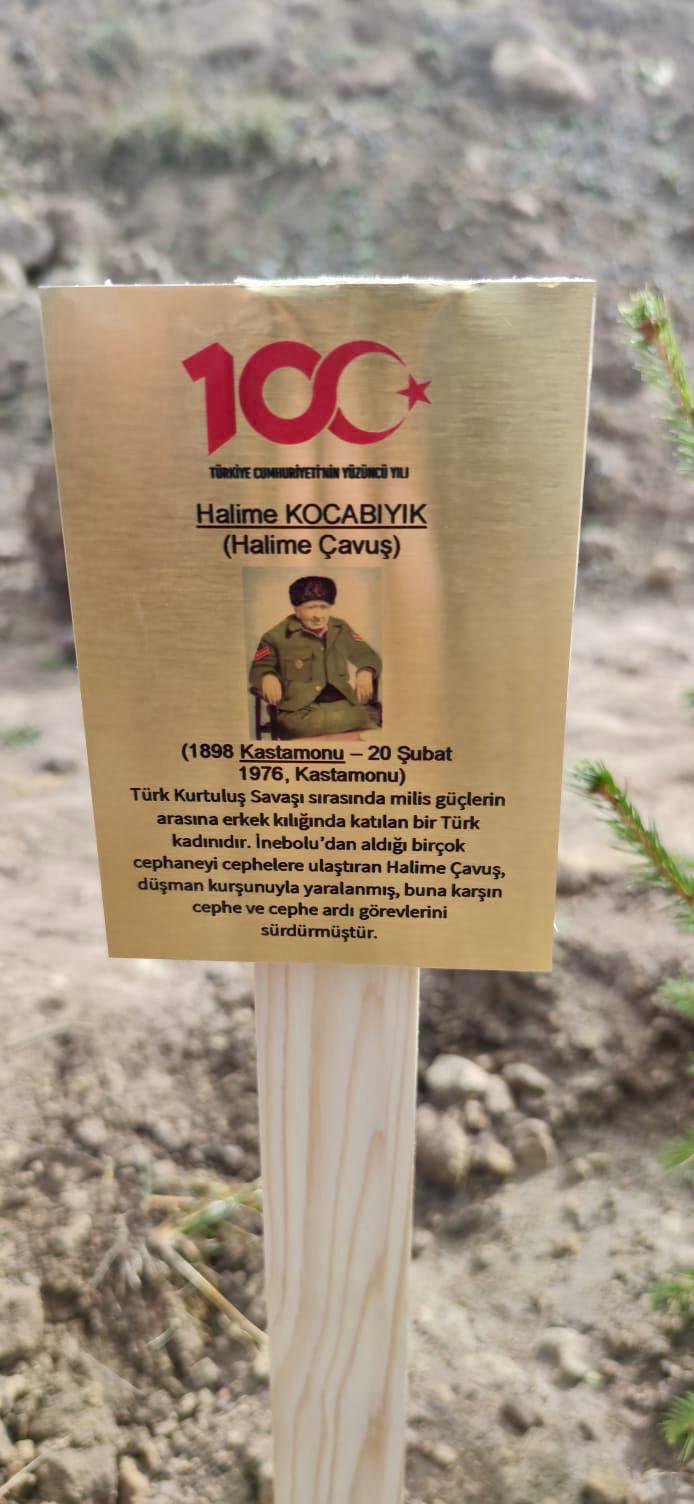 100
TÜRKİYE CUMHURİYETİ'NİN YÜZÜNCÜ YILI
Halime KOCABIYIK
(Halime Çavuş)
(1898 Kastamonu – 20 Şubat
1976, Kastamonu)
Türk Kurtuluş Savaşı sırasında milis güçlerin
arasına erkek kılığında katılan bir Türk
kadınıdır. İnebolu’dan aldığı birçok
cephaneyi cephelere ulaştıran Halime Çavuş,
düşman kurşunuyla yaralanmış, buna karşın
cephe ve cephe ardı görevlerini
sürdürmüştür.